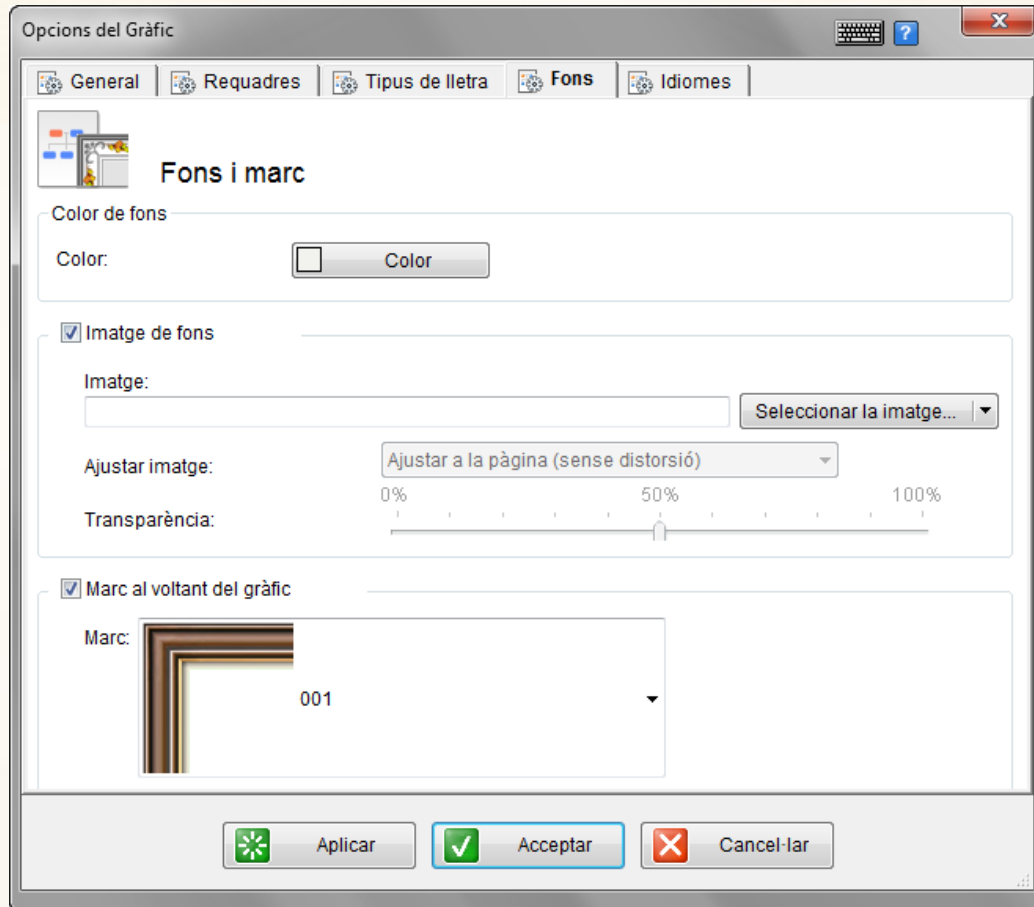 Opcions del Gràfic
General Requadres Tipus de lletra Fons Idiomes
Fons i marc
Color de fons
Color: Color
Imatge de fons
Imatge:
Seleccionar la imatge...
Ajustar imatge: Ajustar a la pàgina (sense distorsió)
0% 50% 100%
Transparència:
Marc al voltant del gràfic
Marc:
001
Aplicar Acceptar Cancel·lar